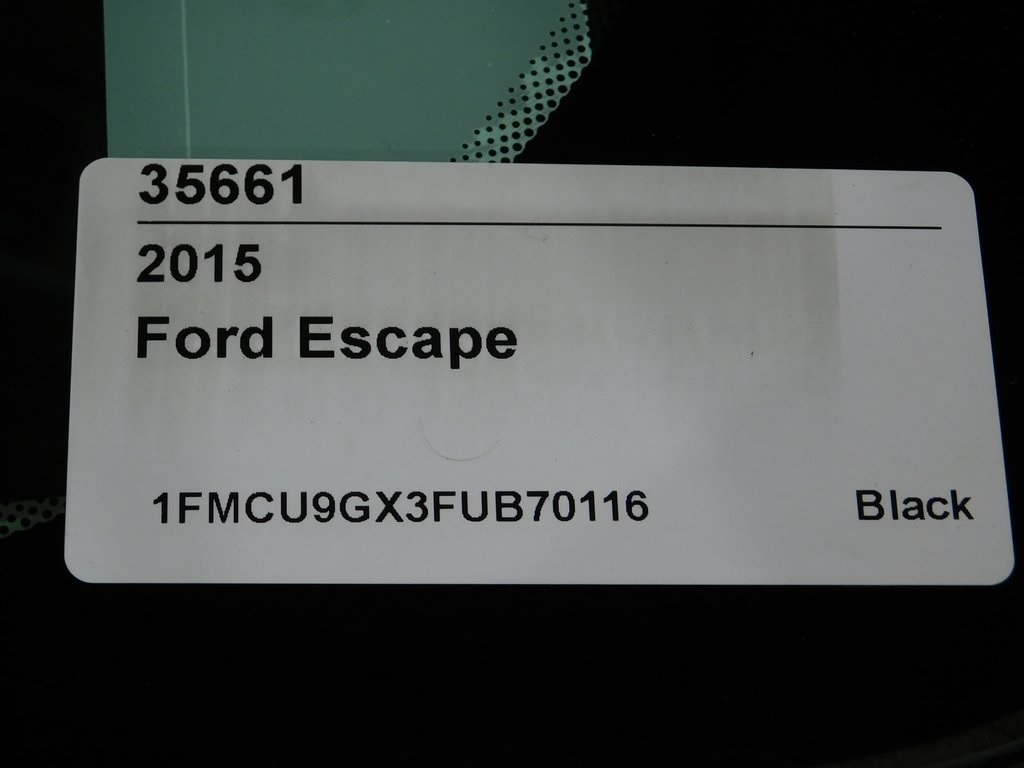 35661
2015
Ford Escape
1FMCU9GX3FUB70116 Black